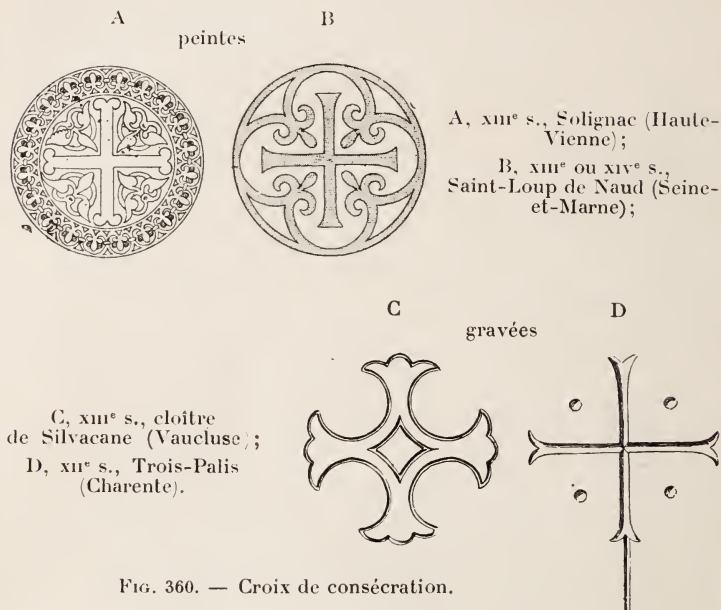 A B
peintes
A, XIIIᵉ s., Solignac (Haute-
Vienne);
B, XIIIᵉ ou XIVᵉ s.,
Saint-Loup de Naud (Seine-
et-Marne);
C D
gravées
C, XIIIᵉ s., cloître
de Silvacane (Vaucluse);
D, XIIᵉ s., Trois-Palis
(Charente).
FIG. 360. — Croix de consécration.